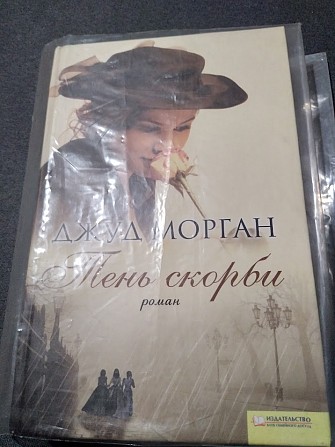 ДЖУД МОРГАН
Тень скорби
роман
ИЗДАТЕЛЬСТВО